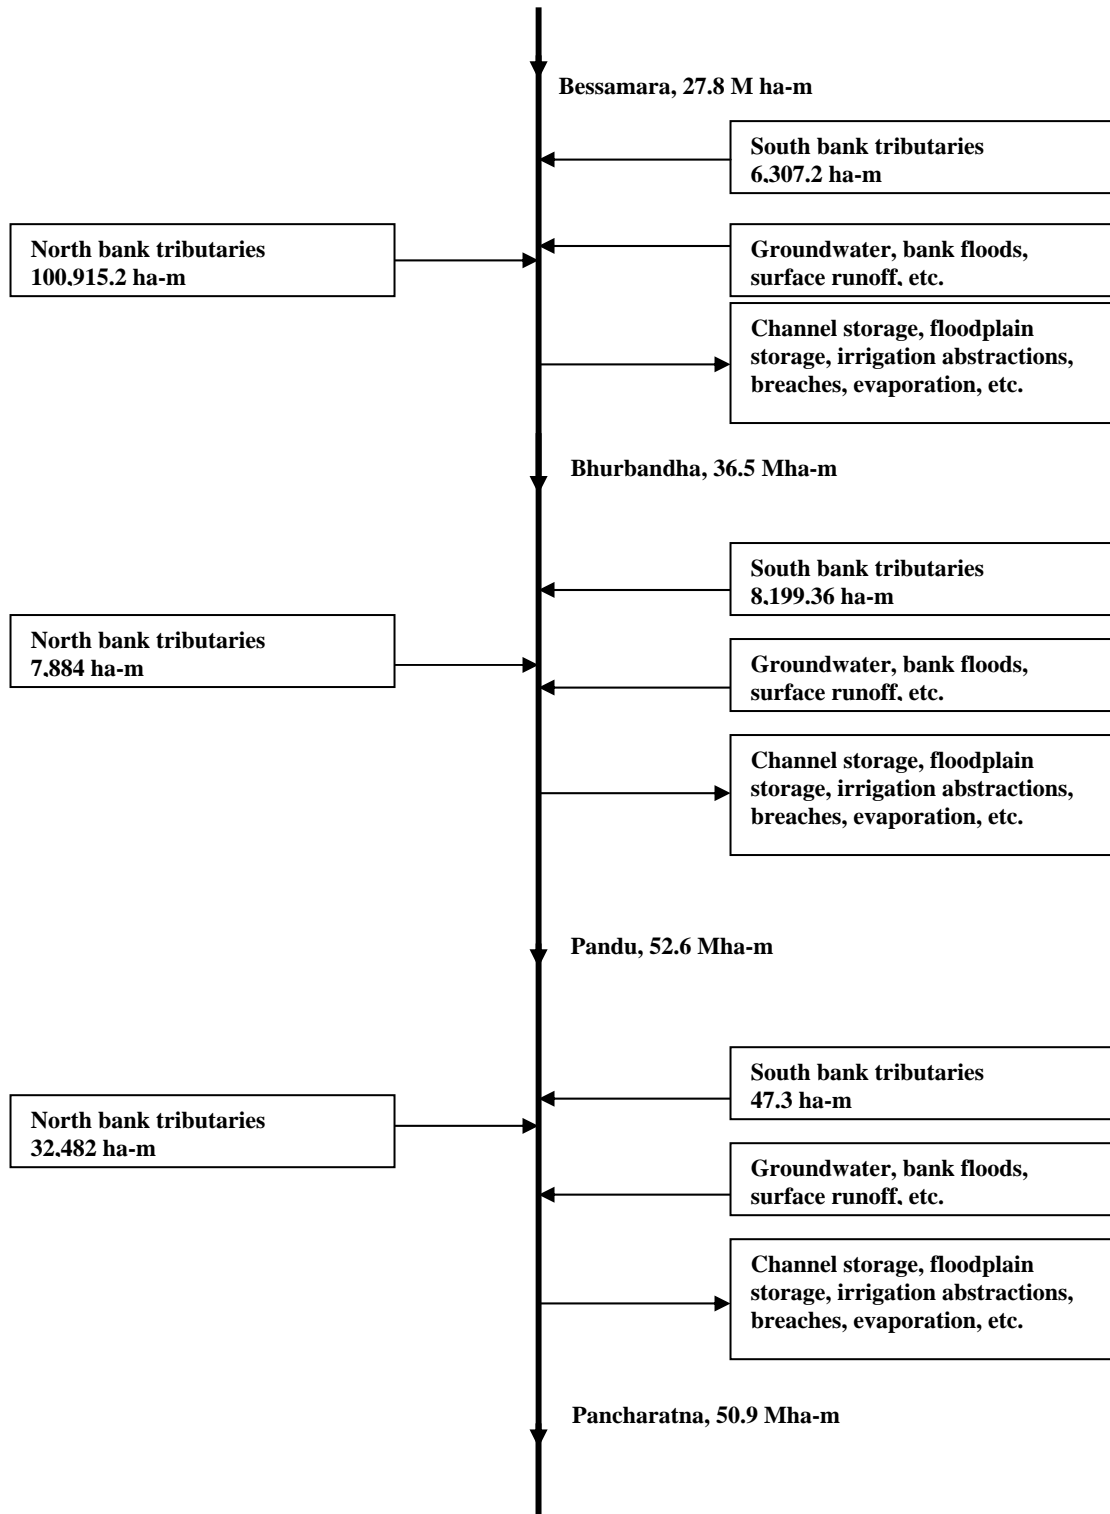 Bessamara, 27.8 M ha-m
South bank tributaries
6,307.2 ha-m
North bank tributaries
100,915.2 ha-m
Groundwater, bank floods,
surface runoff, etc.
Channel storage, floodplain
storage, irrigation abstractions,
breaches, evaporation, etc.
Bhurbandha, 36.5 Mha-m
South bank tributaries
8,199.36 ha-m
North bank tributaries
7,884 ha-m
Groundwater, bank floods,
surface runoff, etc.
Channel storage, floodplain
storage, irrigation abstractions,
breaches, evaporation, etc.
Pandu, 52.6 Mha-m
South bank tributaries
47.3 ha-m
North bank tributaries
32,482 ha-m
Groundwater, bank floods,
surface runoff, etc.
Channel storage, floodplain
storage, irrigation abstractions,
breaches, evaporation, etc.
Pancharatna, 50.9 Mha-m